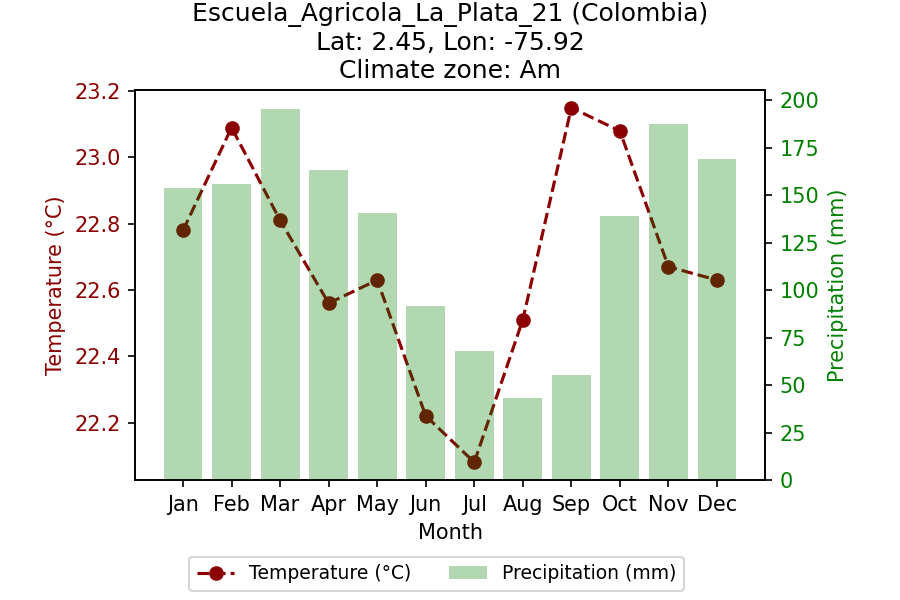 Escuela_Agricola_La_Plata_21 (Colombia)
Lat: 2.45, Lon: -75.92
Climate zone: Am
23.2
23.0
22.8
22.6
22.4
22.2
Temperature (°C)
200
175
150
125
100
75
50
25
0
Precipitation (mm)
Jan Feb Mar Apr May Jun Jul Aug Sep Oct Nov Dec
Month
Temperature (°C) Precipitation (mm)